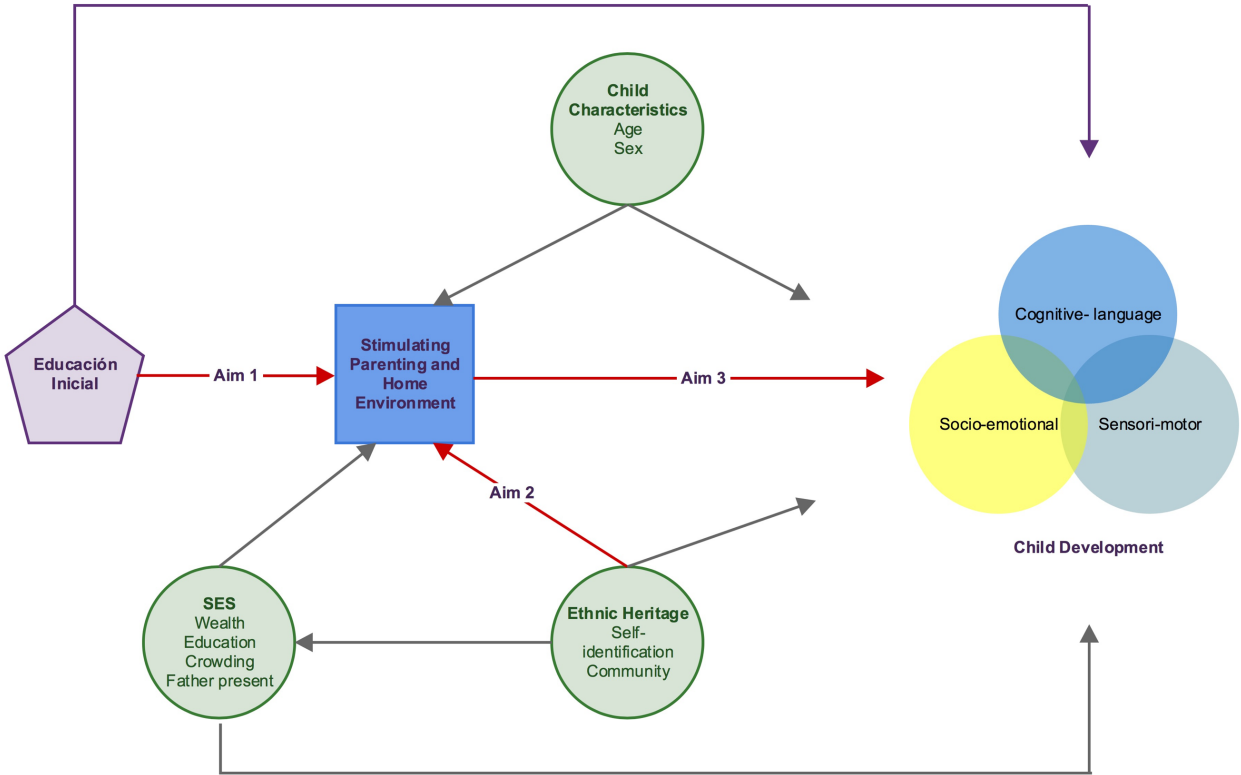 Child
Characteristics
Age
Sex
Educación
Inicial
Aim 1
Stimulating
Parenting and
Home
Environment
Aim 3
Cognitive- language
Socio-emotional
Sensori-motor
Child Development
Aim 2
SES
Wealth
Education
Crowding
Father present
Ethnic Heritage
Self-
identification
Community